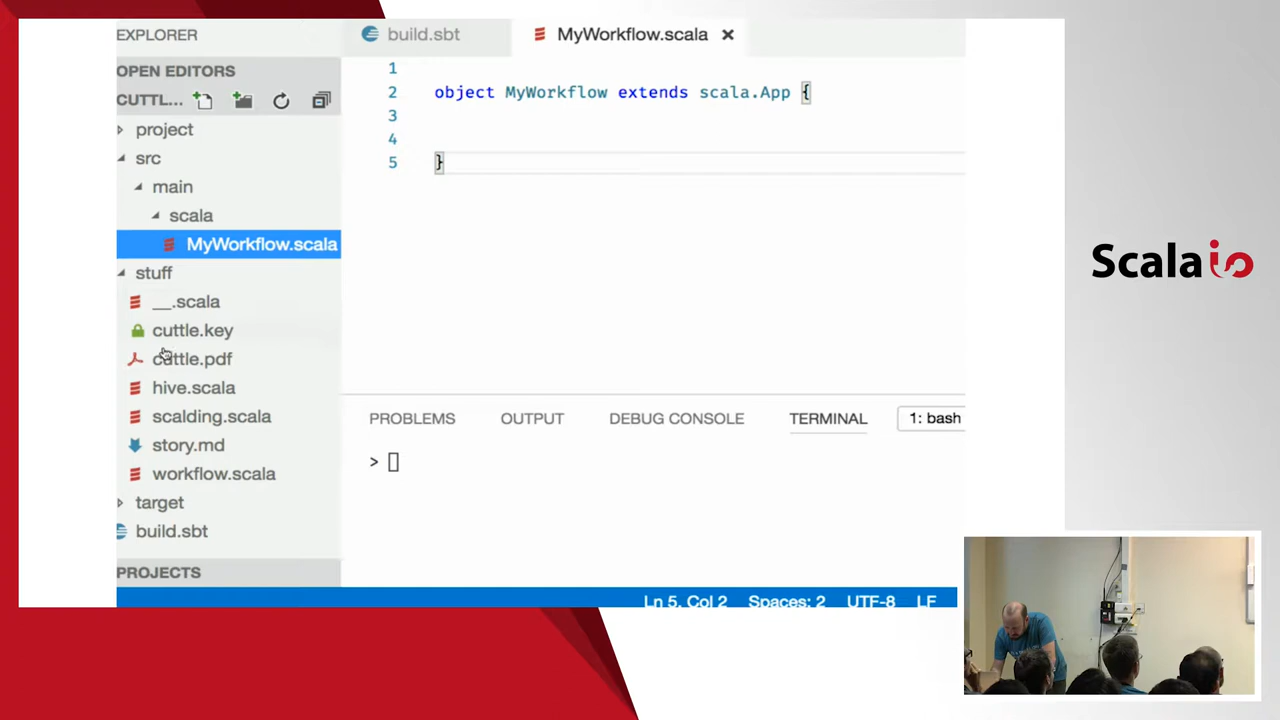 EXPLORER
build.sbt
MyWorkflow.scala
OPEN EDITORS
CUTTL...
project
src
main
scala
MyWorkflow.scala
stuff
__.scala
cuttle.key
cuttle.pdf
hive.scala
scalding.scala
story.md
workflow.scala
target
build.sbt
PROJECTS
1
2 object MyWorkflow extends scala.App {
3
4
5 }
PROBLEMS OUTPUT DEBUG CONSOLE TERMINAL 1: bash
>
Ln 5, Col 2 Spaces: 2 UTF-8 LF
Scala io